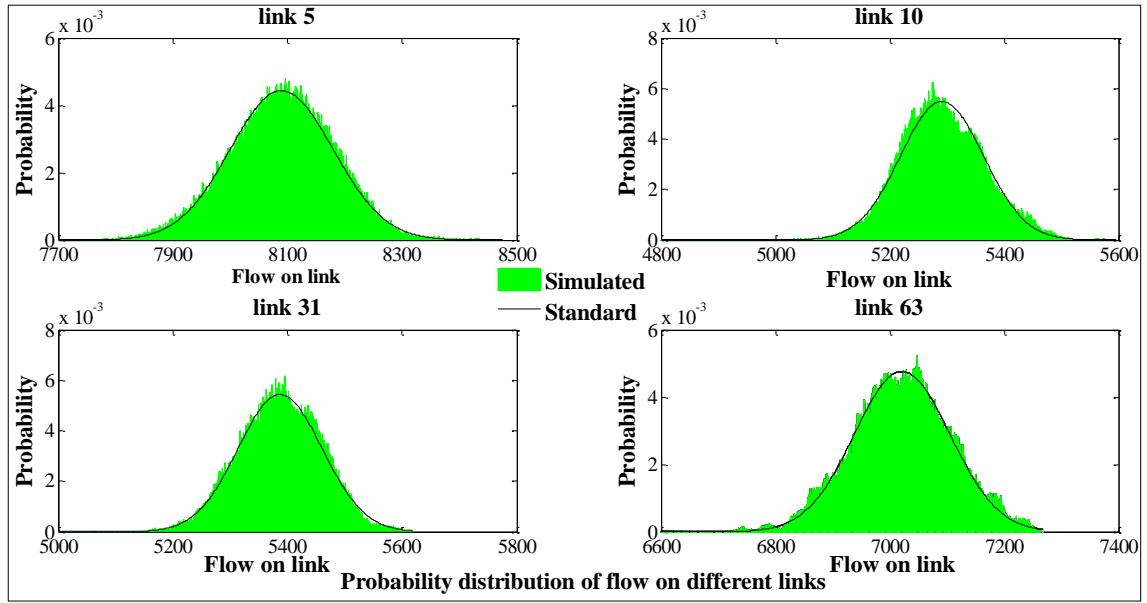 link 5
x 10-3
6
4
2
0
Probability
7700 7900 8100 8300 8500
Flow on link
link 10
x 10-3
8
6
4
2
0
Probability
4800 5000 5200 5400 5600
Flow on link
Simulated
Standard
link 31
x 10-3
8
6
4
2
0
Probability
5000 5200 5400 5600 5800
Flow on link
link 63
x 10-3
6
4
2
0
Probability
6600 6800 7000 7200 7400
Flow on link
Probability distribution of flow on different links